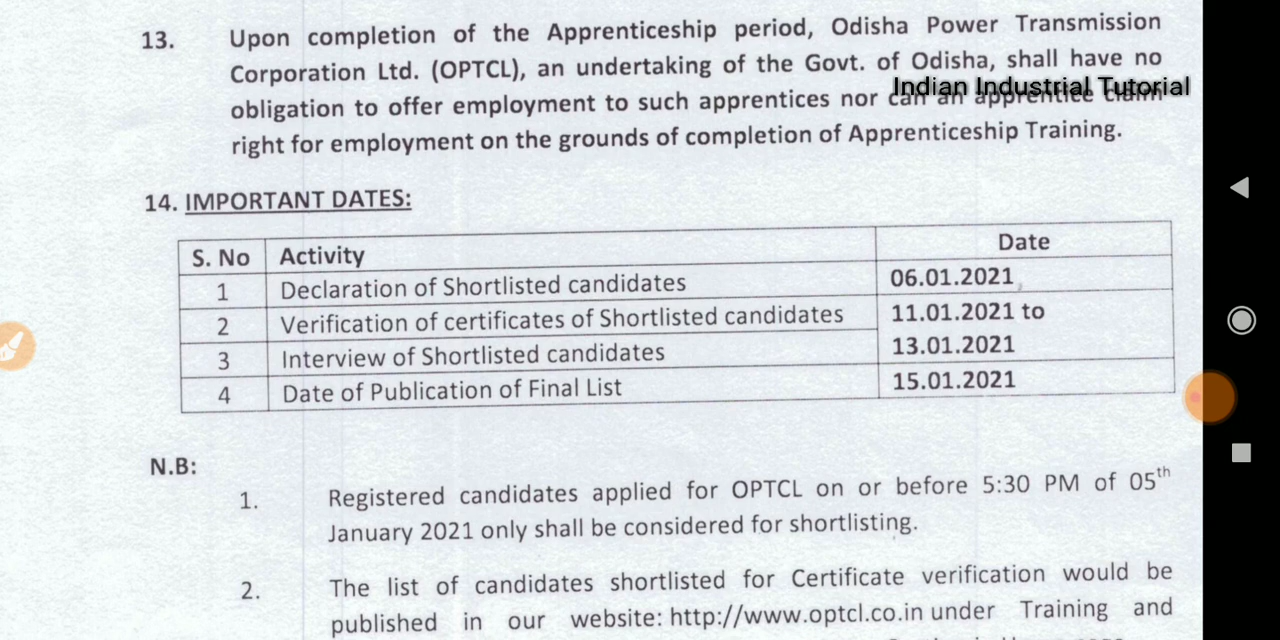 13. Upon completion of the Apprenticeship period, Odisha Power Transmission
Corporation Ltd. (OPTCL), an undertaking of the Govt. of Odisha, shall have no
Indian Industrial Tutorial
obligation to offer employment to such apprentices nor can an apprentice claim
right for employment on the grounds of completion of Apprenticeship Training.
14. IMPORTANT DATES:
S. No Activity Date
1 Declaration of Shortlisted candidates 06.01.2021
2 Verification of certificates of Shortlisted candidates 11.01.2021 to
3 Interview of Shortlisted candidates 13.01.2021
4 Date of Publication of Final List 15.01.2021
N.B:
1. Registered candidates applied for OPTCL on or before 5:30 PM of 05th
January 2021 only shall be considered for shortlisting.
2. The list of candidates shortlisted for Certificate verification would be
published in our website: http://www.optcl.co.in under Training and